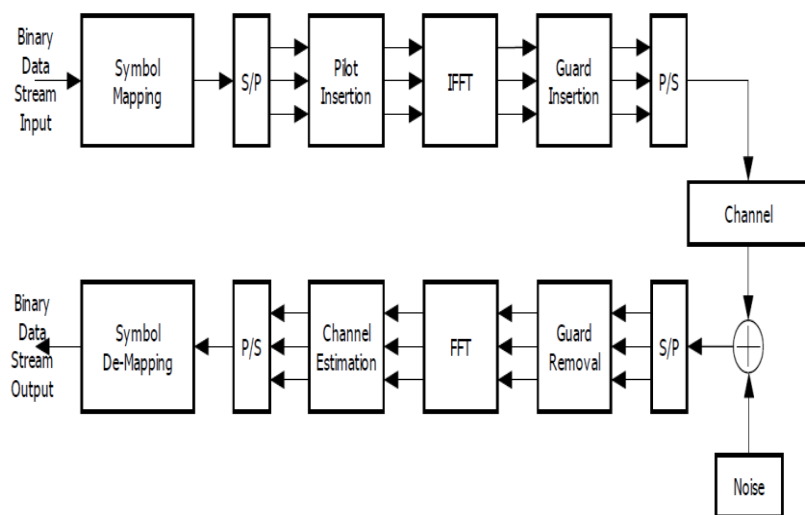 Binary
Data
Stream
Input
Symbol
Mapping
S/P
Pilot
Insertion
IFFT
Guard
Insertion
P/S
Channel
Binary
Data
Stream
Output
Symbol
De-Mapping
P/S
Channel
Estimation
FFT
Guard
Removal
S/P
Noise